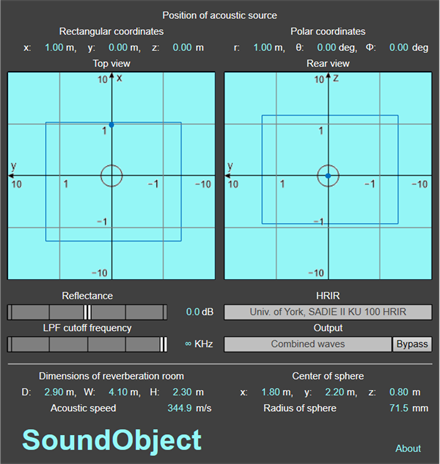 Position of acoustic source
Rectangular coordinates
Polar coordinates
x: 1.00 m, y: 0.00 m, z: 0.00 m
r: 1.00 m, θ: 0.00 deg, Φ: 0.00 deg
Top view
Rear view
10 x
10 z
1
1
y
y
10 1 -1 -10
10 1 -1 -10
-1
-1
-10
-10
Reflectance
HRIR
0.0 dB
Univ. of York, SADIE II KU 100 HRIR
LPF cutoff frequency
Output
∞ KHz
Combined waves Bypass
Dimensions of reverberation room
Center of sphere
D: 2.90 m, W: 4.10 m, H: 2.30 m
x: 1.80 m, y: 2.20 m, z: 0.80 m
Acoustic speed 344.9 m/s
Radius of sphere 71.5 mm
SoundObject
About